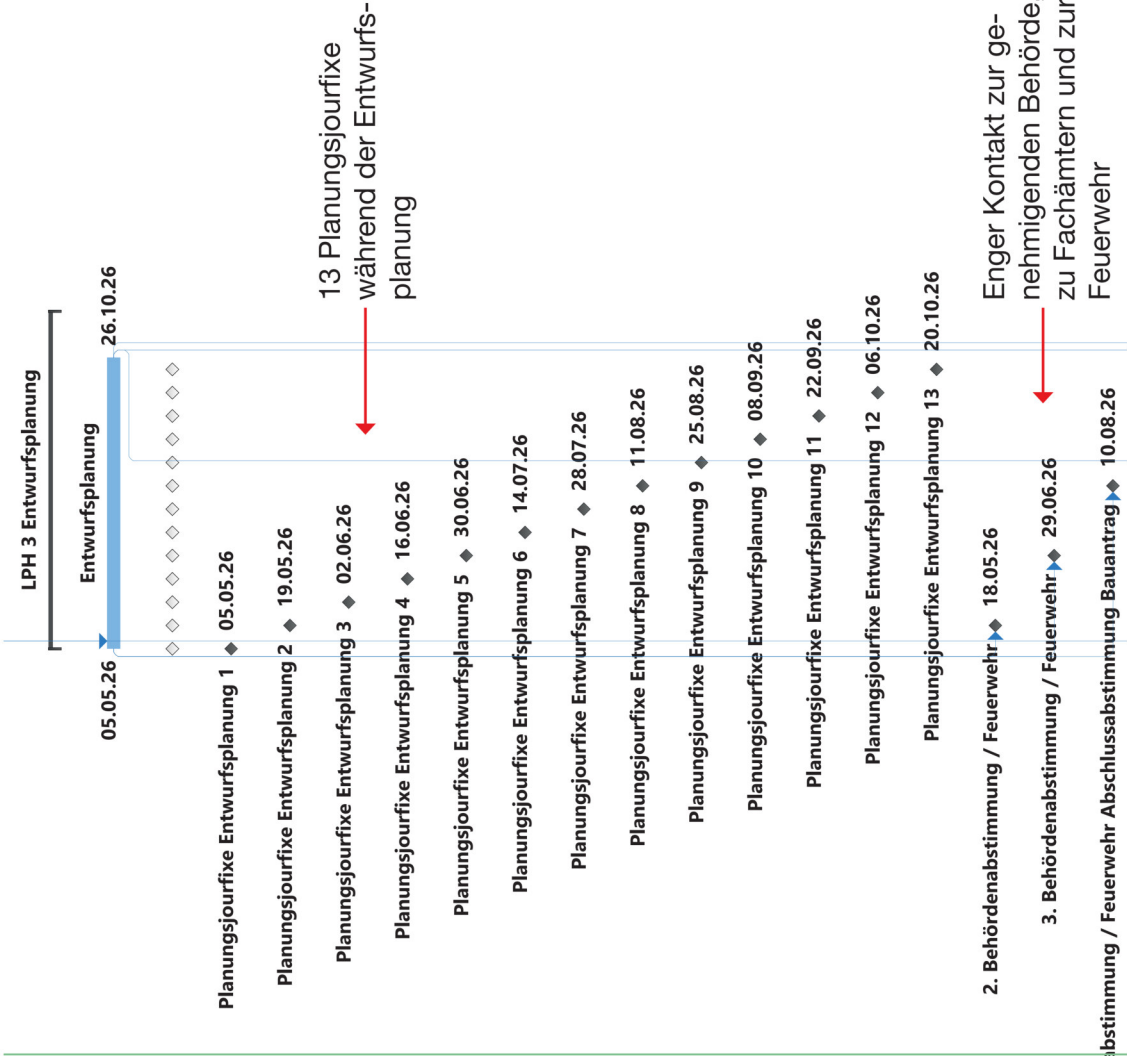 LPH 3 Entwurfsplanung
Entwurfsplanung
05.05.26 26.10.26
Planungsjourfixe Entwurfsplanung 1 05.05.26
Planungsjourfixe Entwurfsplanung 2 19.05.26
Planungsjourfixe Entwurfsplanung 3 02.06.26
Planungsjourfixe Entwurfsplanung 4 16.06.26
Planungsjourfixe Entwurfsplanung 5 30.06.26
Planungsjourfixe Entwurfsplanung 6 14.07.26
Planungsjourfixe Entwurfsplanung 7 28.07.26
Planungsjourfixe Entwurfsplanung 8 11.08.26
Planungsjourfixe Entwurfsplanung 9 25.08.26
Planungsjourfixe Entwurfsplanung 10 08.09.26
Planungsjourfixe Entwurfsplanung 11 22.09.26
Planungsjourfixe Entwurfsplanung 12 06.10.26
Planungsjourfixe Entwurfsplanung 13 20.10.26
2. Behördenabstimmung / Feuerwehr 18.05.26
3. Behördenabstimmung / Feuerwehr 29.06.26
abstimmung / Feuerwehr Abschlussabstimmung Bauantrag 10.08.26
13 Planungsjourfixe
während der Entwurfs-
planung
Enger Kontakt zur ge-
nehmigenden Behörde,
zu Fachämtern und zur
Feuerwehr